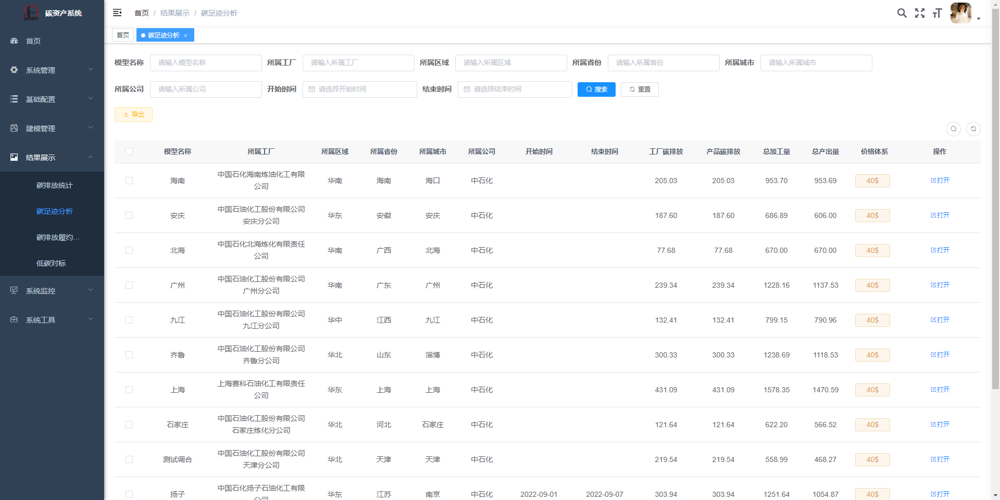 碳资产系统
首页
系统管理
基础配置
建模管理
结果展示
碳排放统计
碳足迹分析
碳排放履约...
低碳对标
系统监控
系统工具
首页 / 结果展示 / 碳足迹分析
首页 碳足迹分析 ×
模型名称 请输入模型名称 所属工厂 请输入所属工厂 所属区域 请输入所属区域 所属省份 请输入所属省份 所属城市 请输入所属城市
所属公司 请输入所属公司 开始时间 请选择开始时间 结束时间 请选择结束时间 搜索 重置
导出
模型名称 所属工厂 所属区域 所属省份 所属城市 所属公司 开始时间 结束时间 工厂碳排放 产品碳排放 总加工量 总产出量 价格体系 操作
海南 中国石化海南炼油化工有限公司 华南 海南 海口 中石化 205.03 205.03 953.70 953.69 40$ 打开
安庆 中国石油化工股份有限公司安庆分公司 华东 安徽 安庆 中石化 187.60 187.60 686.89 606.00 40$ 打开
北海 中国石化北海炼化有限责任公司 华南 广西 北海 中石化 77.68 77.68 670.00 670.00 40$ 打开
广州 中国石油化工股份有限公司广州分公司 华南 广东 广州 中石化 239.34 239.34 1228.16 1137.53 40$ 打开
九江 中国石油化工股份有限公司九江分公司 华中 江西 九江 中石化 132.41 132.41 799.15 790.96 40$ 打开
齐鲁 中国石油化工股份有限公司齐鲁分公司 华北 山东 淄博 中石化 300.33 300.33 1238.69 1118.53 40$ 打开
上海 上海赛科石油化工有限责任公司 华东 上海 上海 中石化 431.09 431.09 1578.35 1470.59 40$ 打开
石家庄 中国石油化工股份有限公司石家庄炼化分公司 华北 河北 石家庄 中石化 121.64 121.64 622.20 566.52 40$ 打开
测试调合 中国石油化工股份有限公司天津分公司 华北 天津 天津 中石化 219.54 219.54 558.99 468.27 40$ 打开
扬子 中国石化扬子石油化工有限公司 华东 江苏 南京 中石化 2022-09-01 2022-09-07 303.94 303.94 1251.64 1054.87 40$ 打开